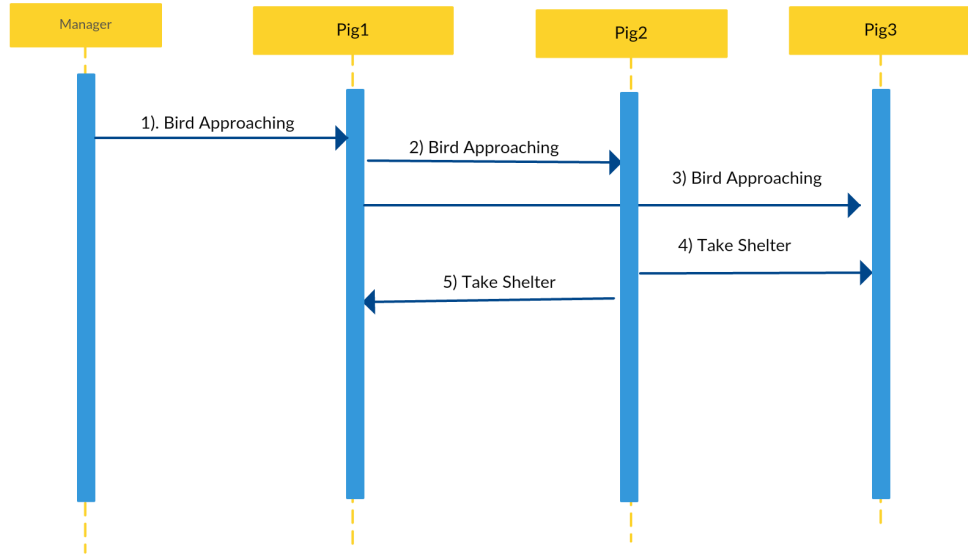 Manager
Pig1
Pig2
Pig3
1). Bird Approaching
2) Bird Approaching
3) Bird Approaching
4) Take Shelter
5) Take Shelter